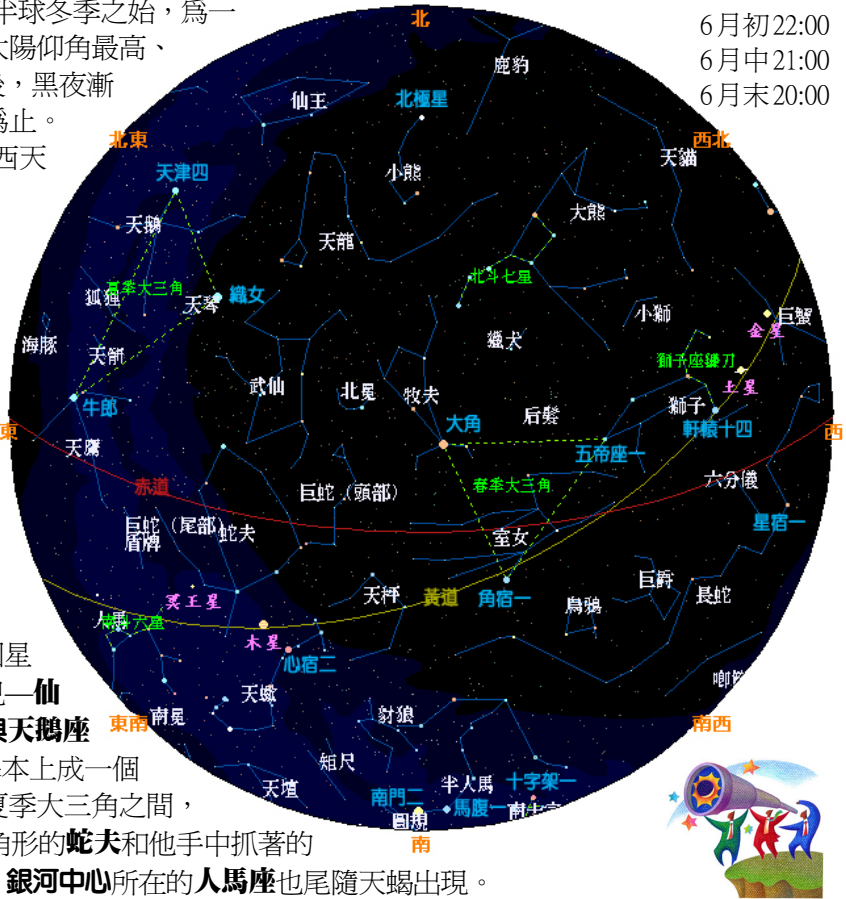 半球冬季之始，為一
太陽仰角最高、
後，黑夜漸
為止。
西天
6月初22:00
6月中21:00
6月末20:00
北
鹿豹
仙王
北極星
北東
西北
天貓
天津四
小熊
大熊
天鵝
天龍
北斗七星
狐狸
夏季大三角
天琴
織女
小獅
巨蟹
金星
海豚
天箭
獵犬
獅子座鐮刀
土星
武仙
北冕
牧夫
獅子
牛郎
大角
后髮
軒轅十四
東
西
天鷹
五帝座一
赤道
巨蛇（頭部）
春季大三角
六分儀
巨蛇（尾部）
盾牌
蛇夫
室女
星宿一
冥王星
天秤
黃道
角宿一
烏鴉
巨爵
長蛇
人馬
南斗六星
木星
心宿二
唧筒
天蠍
東南
南冕
豺狼
南西
矩尺
天壇
南門二
半人馬
十字架一
圓規
馬腹一
南
個星
—仙
與天鵝座
本上成一個
夏季大三角之間，
角形的蛇夫和他手中抓著的
銀河中心所在的人馬座也尾隨天蝎出現。